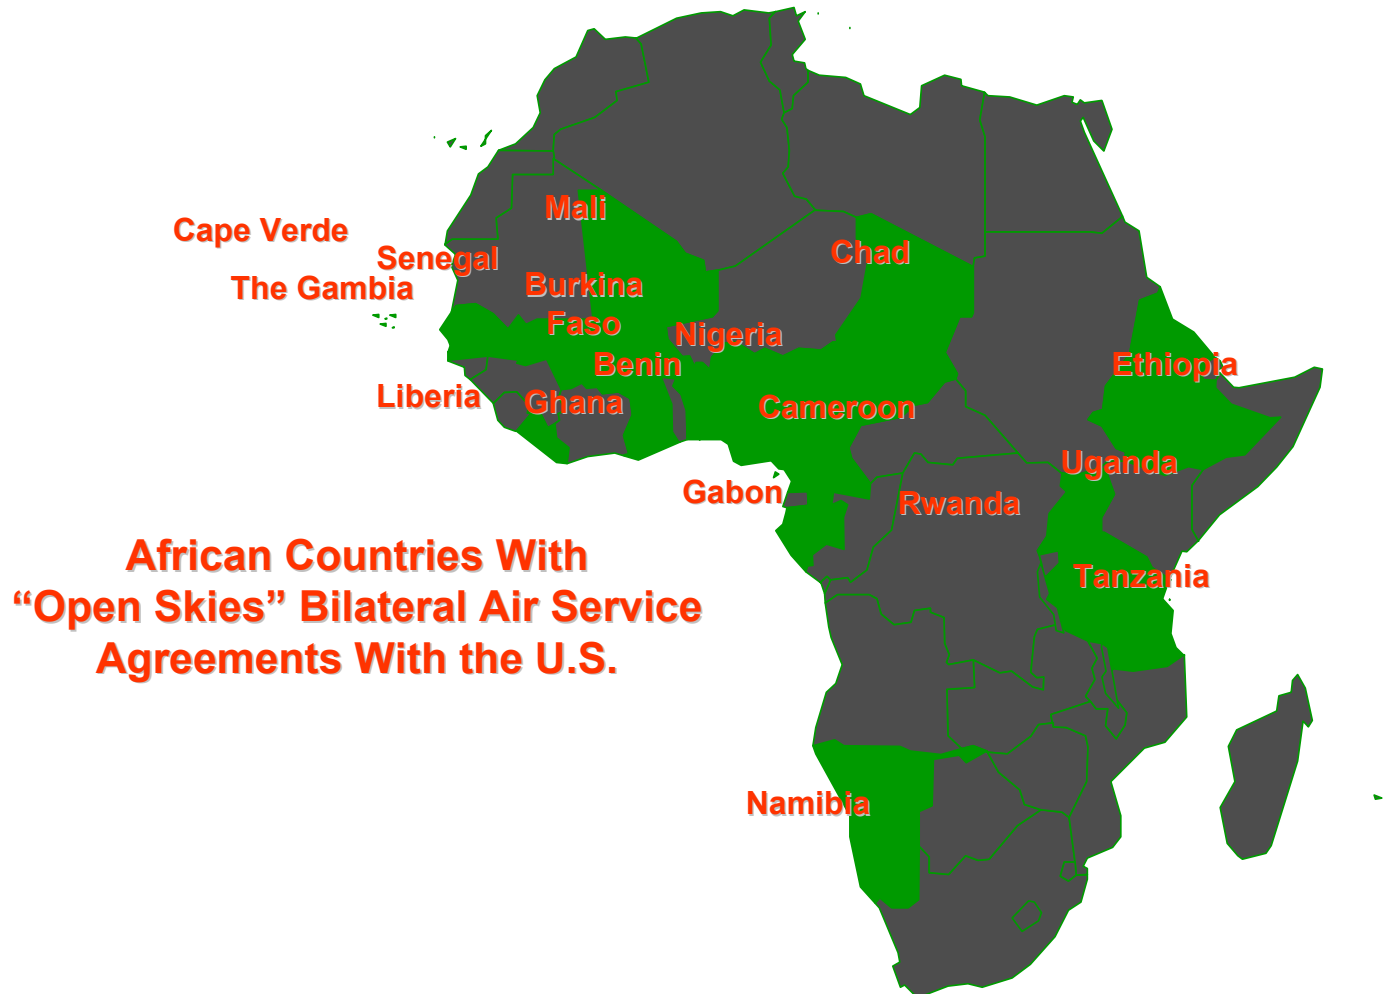 Mali
Cape Verde
Senegal
Chad
The Gambia
Burkina
Faso
Nigeria
Benin
Ethiopia
Liberia
Ghana
Cameroon
Uganda
Gabon
Rwanda
African Countries With
“Open Skies” Bilateral Air Service
Agreements With the U.S.
Tanzania
Namibia